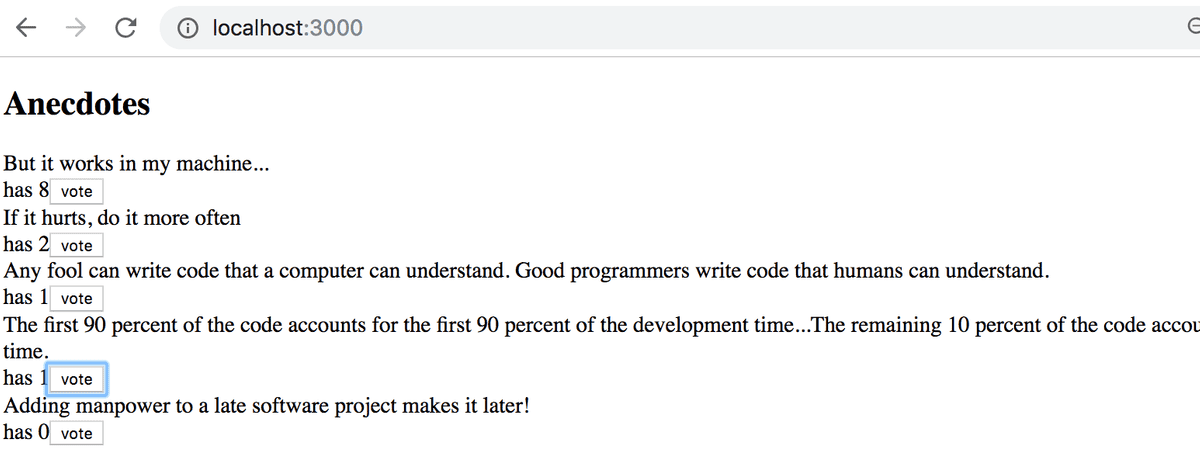 localhost:3000
Anecdotes
But it works in my machine...
has 8 vote
If it hurts, do it more often
has 2 vote
Any fool can write code that a computer can understand. Good programmers write code that humans can understand.
has 1 vote
The first 90 percent of the code accounts for the first 90 percent of the development time...The remaining 10 percent of the code
time.
has 1 vote
Adding manpower to a late software project makes it later!
has 0 vote